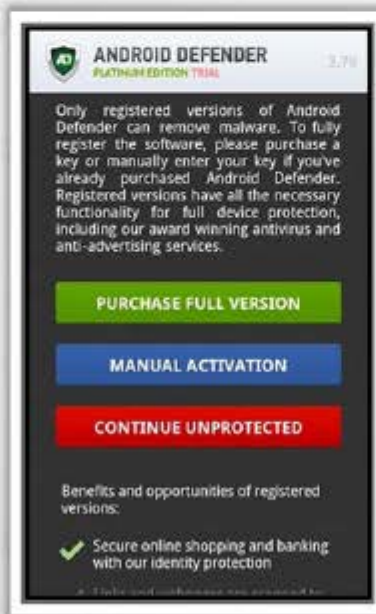 ANDROID DEFENDER
PLATINUM EDITION TRIAL
Only registered versions of Android
Defender can remove malware. To fully
register the software, please purchase a
key or manually enter your key if you've
already purchased Android Defender.
Registered versions have all the necessary
functionality for full device protection,
including our award winning antivirus and
anti-advertising services.
PURCHASE FULL VERSION
MANUAL ACTIVATION
CONTINUE UNPROTECTED
Benefits and opportunities of registered
versions:
Secure online shopping and banking
with our identity protection